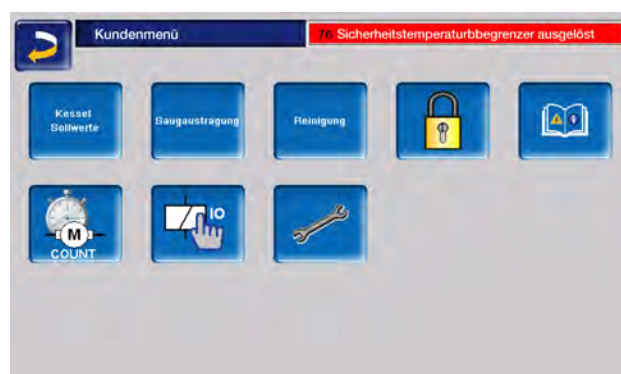 Kundenmenü
76 Sicherheitstemperaturbbegrenzer ausgelöst
Kessel
Sollwerte
Saugaustragung
Reinigung
M
COUNT
IO